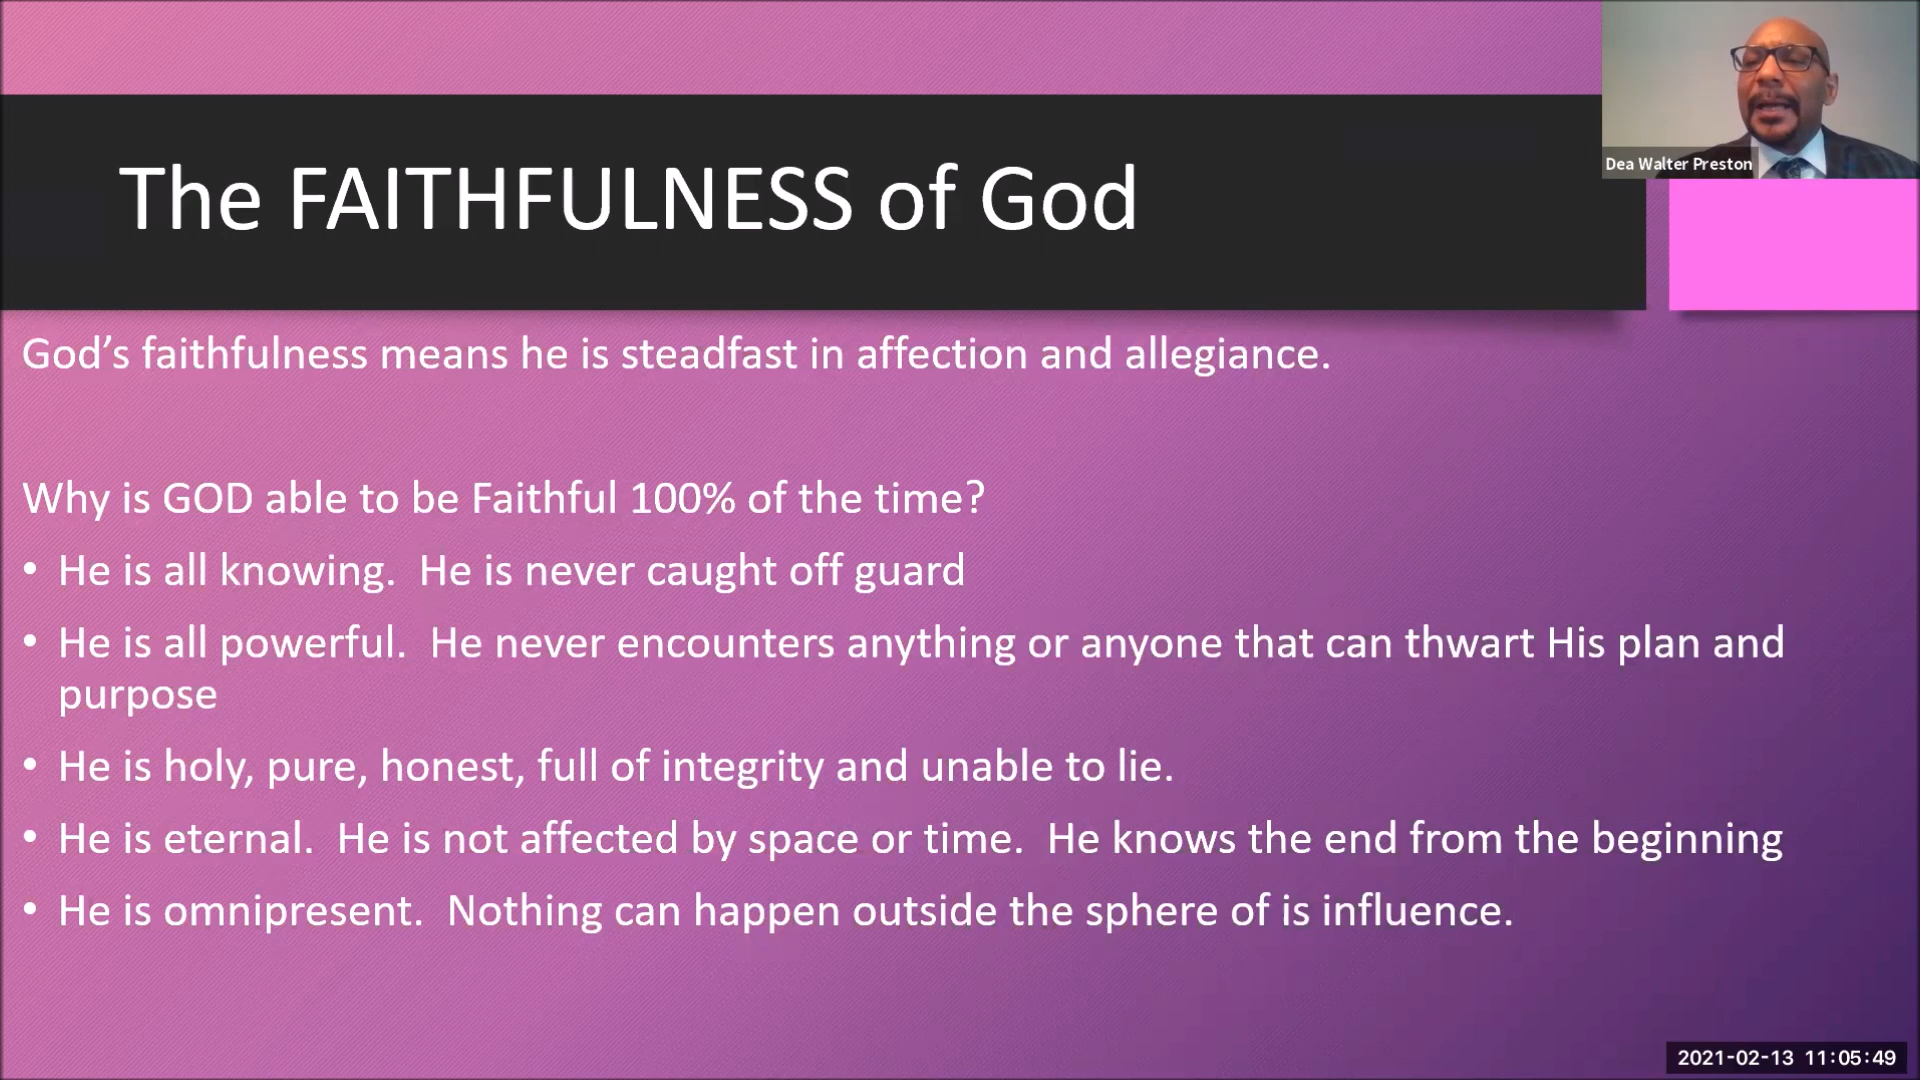 Dea Walter Preston
The FAITHFULNESS of God
God's faithfulness means he is steadfast in affection and allegiance.
Why is GOD able to be Faithful 100% of the time?
• He is all knowing.  He is never caught off guard
• He is all powerful.  He never encounters anything or anyone that can thwart His plan and
purpose
• He is holy, pure, honest, full of integrity and unable to lie.
• He is eternal.  He is not affected by space or time.  He knows the end from the beginning
• He is omnipresent.  Nothing can happen outside the sphere of is influence.
2021-02-13 11:05:49